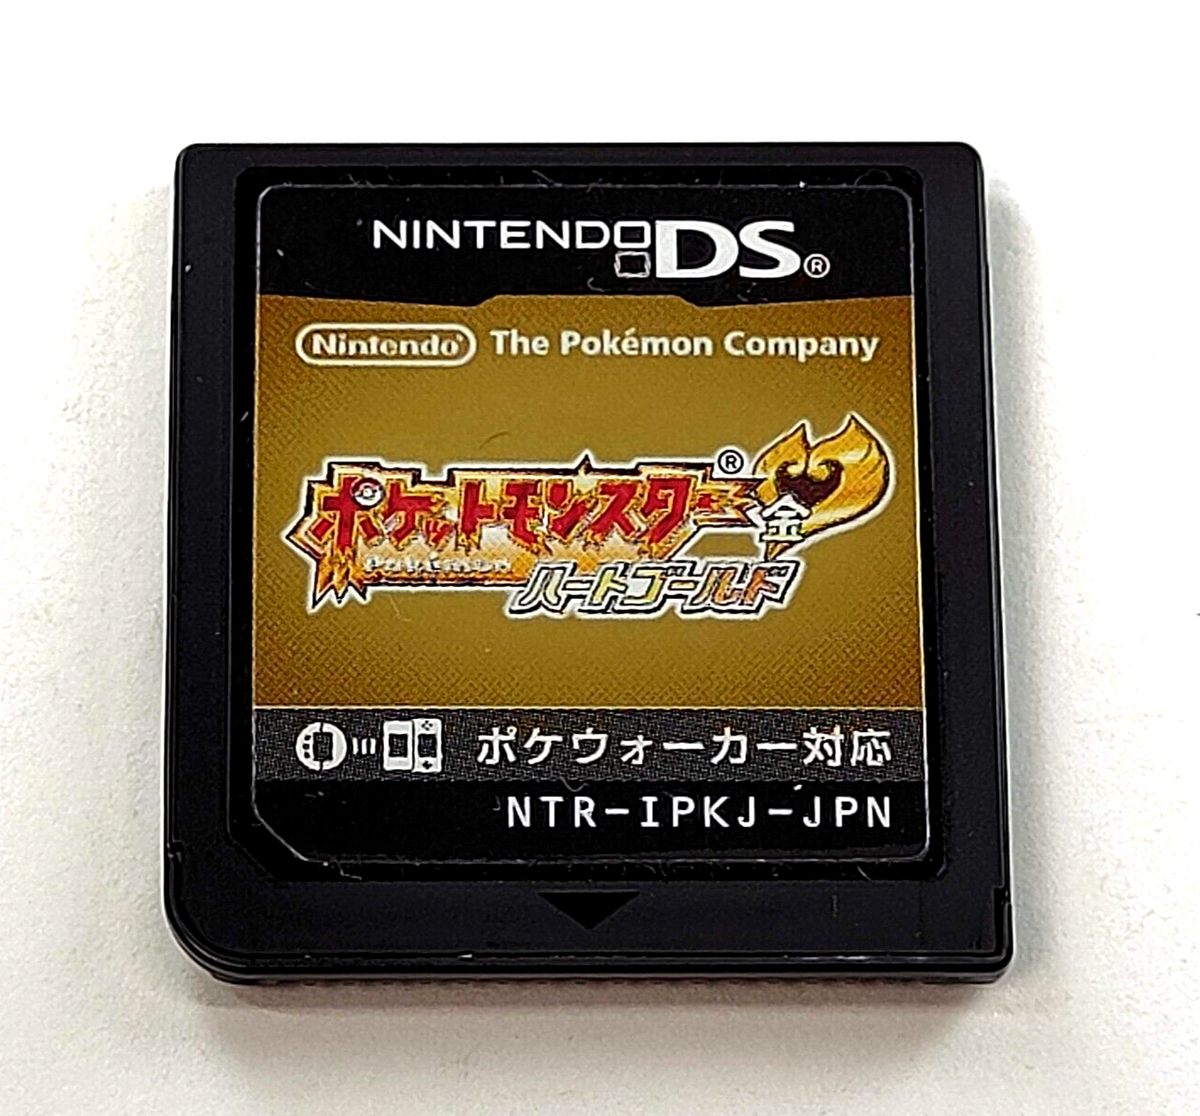 NINTENDO DS®
Nintendo® The Pokémon Company
ポケットモンスター®
金
Pokémon
ハートゴールド
ポケウォーカー対応
NTR-IPKJ-JPN